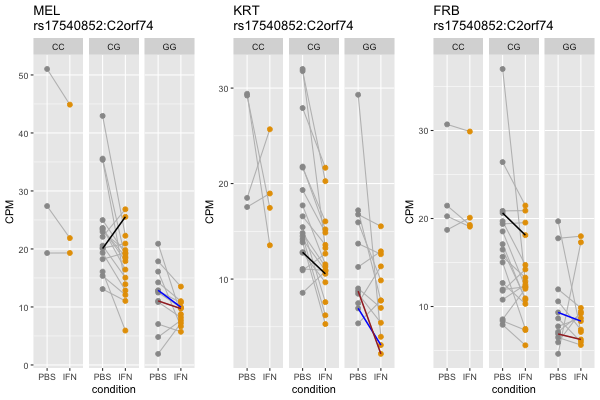 MEL
rs17540852:C2orf74
CC CG GG
CPM
50
40
30
20
10
0
PBS IFN PBS IFN PBS IFN
condition
KRT
rs17540852:C2orf74
CC CG GG
CPM
30
20
10
PBS IFN PBS IFN PBS IFN
condition
FRB
rs17540852:C2orf74
CC CG GG
CPM
30
20
10
PBS IFN PBS IFN PBS IFN
condition